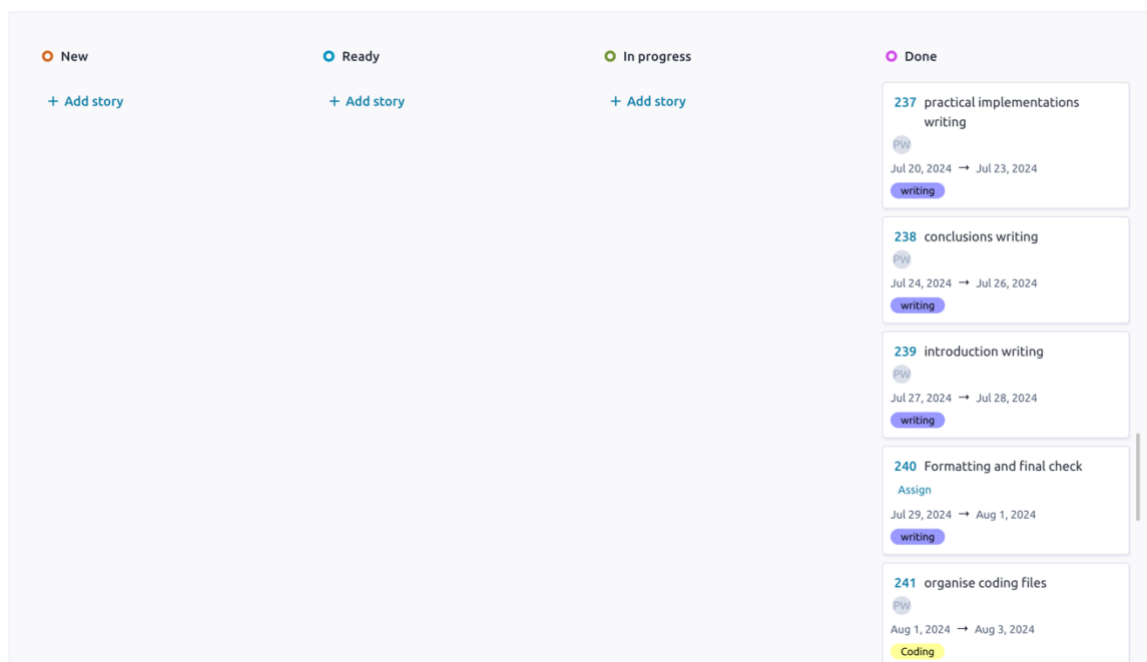 New
Ready
In progress
Done
+ Add story
+ Add story
+ Add story
237 practical implementations
writing
PW
Jul 20, 2024 → Jul 23, 2024
writing
238 conclusions writing
PW
Jul 24, 2024 → Jul 26, 2024
writing
239 introduction writing
PW
Jul 27, 2024 → Jul 28, 2024
writing
240 Formatting and final check
Assign
Jul 29, 2024 → Aug 1, 2024
writing
241 organise coding files
PW
Aug 1, 2024 → Aug 3, 2024
Coding